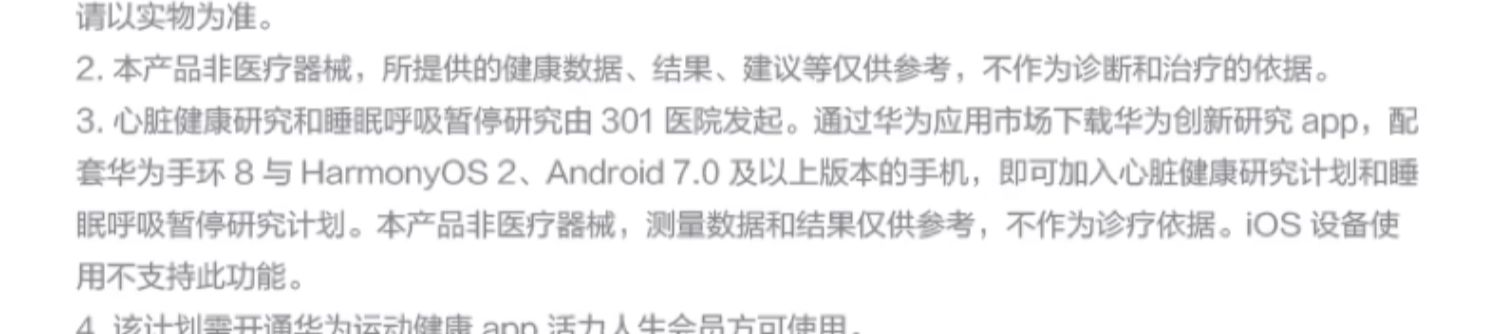 请以实物为准。
2. 本产品非医疗器械，所提供的健康数据、结果、建议等仅供参考，不作为诊断和治疗的依据。
3. 心脏健康研究和睡眠呼吸暂停研究由 301 医院发起。通过华为应用市场下载华为创新研究 app，配
套华为手环 8 与 HarmonyOS 2、Android 7.0 及以上版本的手机，即可加入心脏健康研究计划和睡
眠呼吸暂停研究计划。本产品非医疗器械，测量数据和结果仅供参考，不作为诊疗依据。iOS 设备使
用不支持此功能。
4. 该计划需开通华为运动健康 app 活力人生会员方可使用。